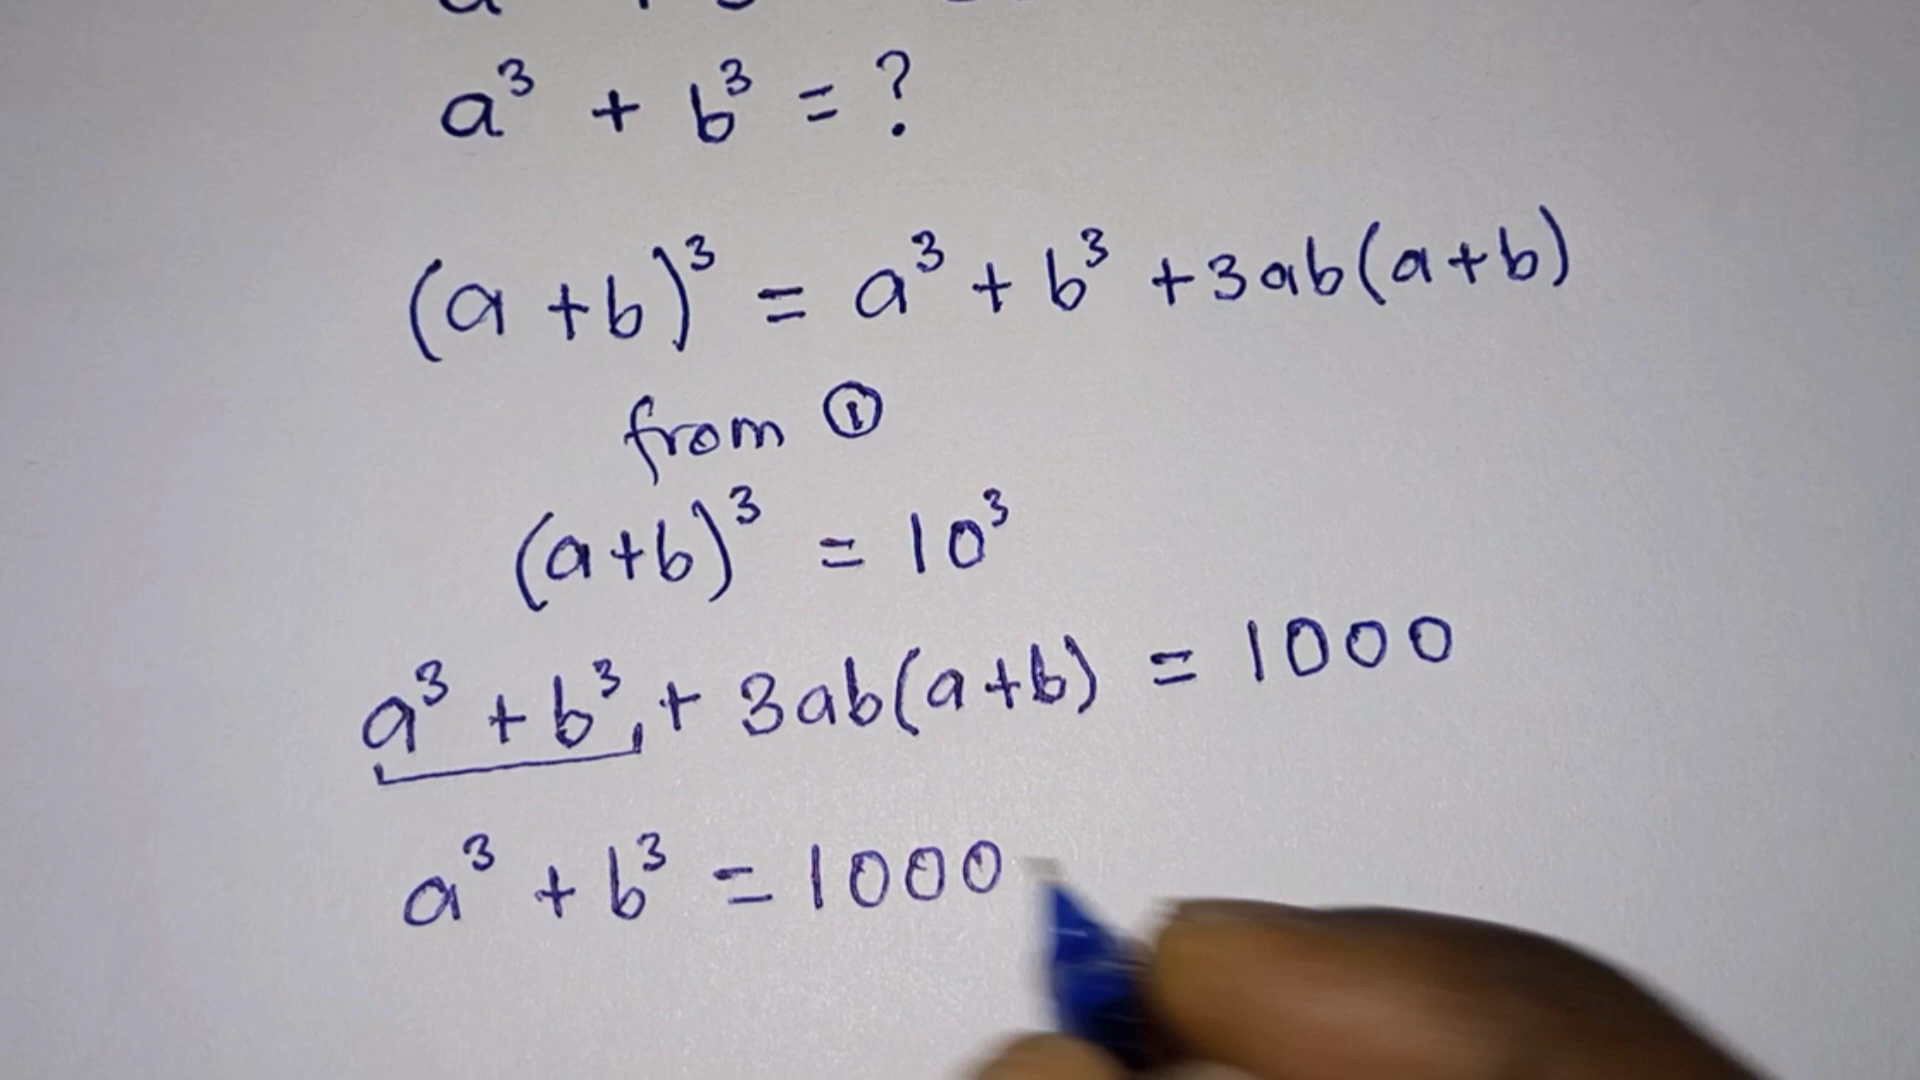 a³ + b³ = ?
(a + b)³ = a³ + b³ + 3ab(a+b)
from ①
(a+b)³ = 10³
a³ + b³ + 3ab(a+b) = 1000
a³ + b³ = 1000